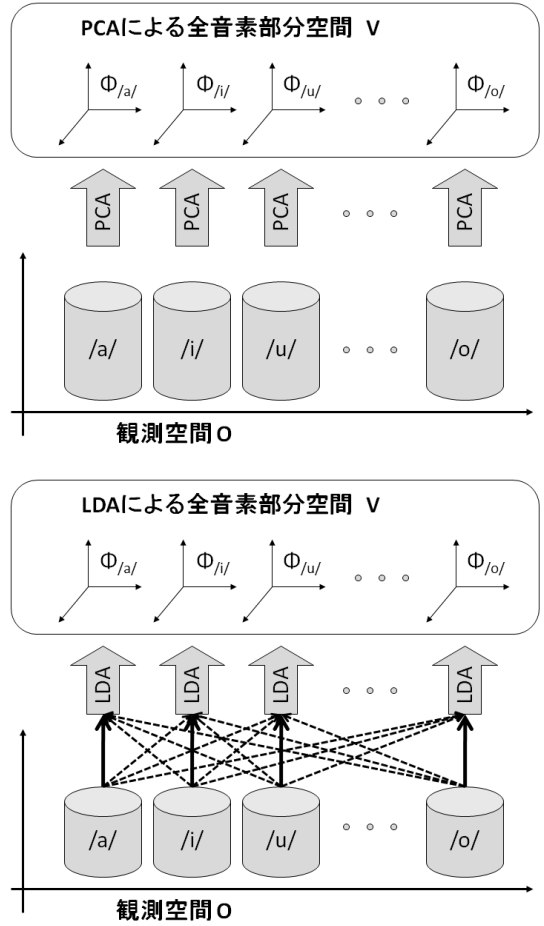 PCAによる全音素部分空間 V
Φ/a/ Φ/i/ Φ/u/ Φ/o/
PCA PCA PCA PCA
/a/ /i/ /u/ /o/
観測空間O
LDAによる全音素部分空間 V
Φ/a/ Φ/i/ Φ/u/ Φ/o/
LDA LDA LDA LDA
/a/ /i/ /u/ /o/
観測空間O